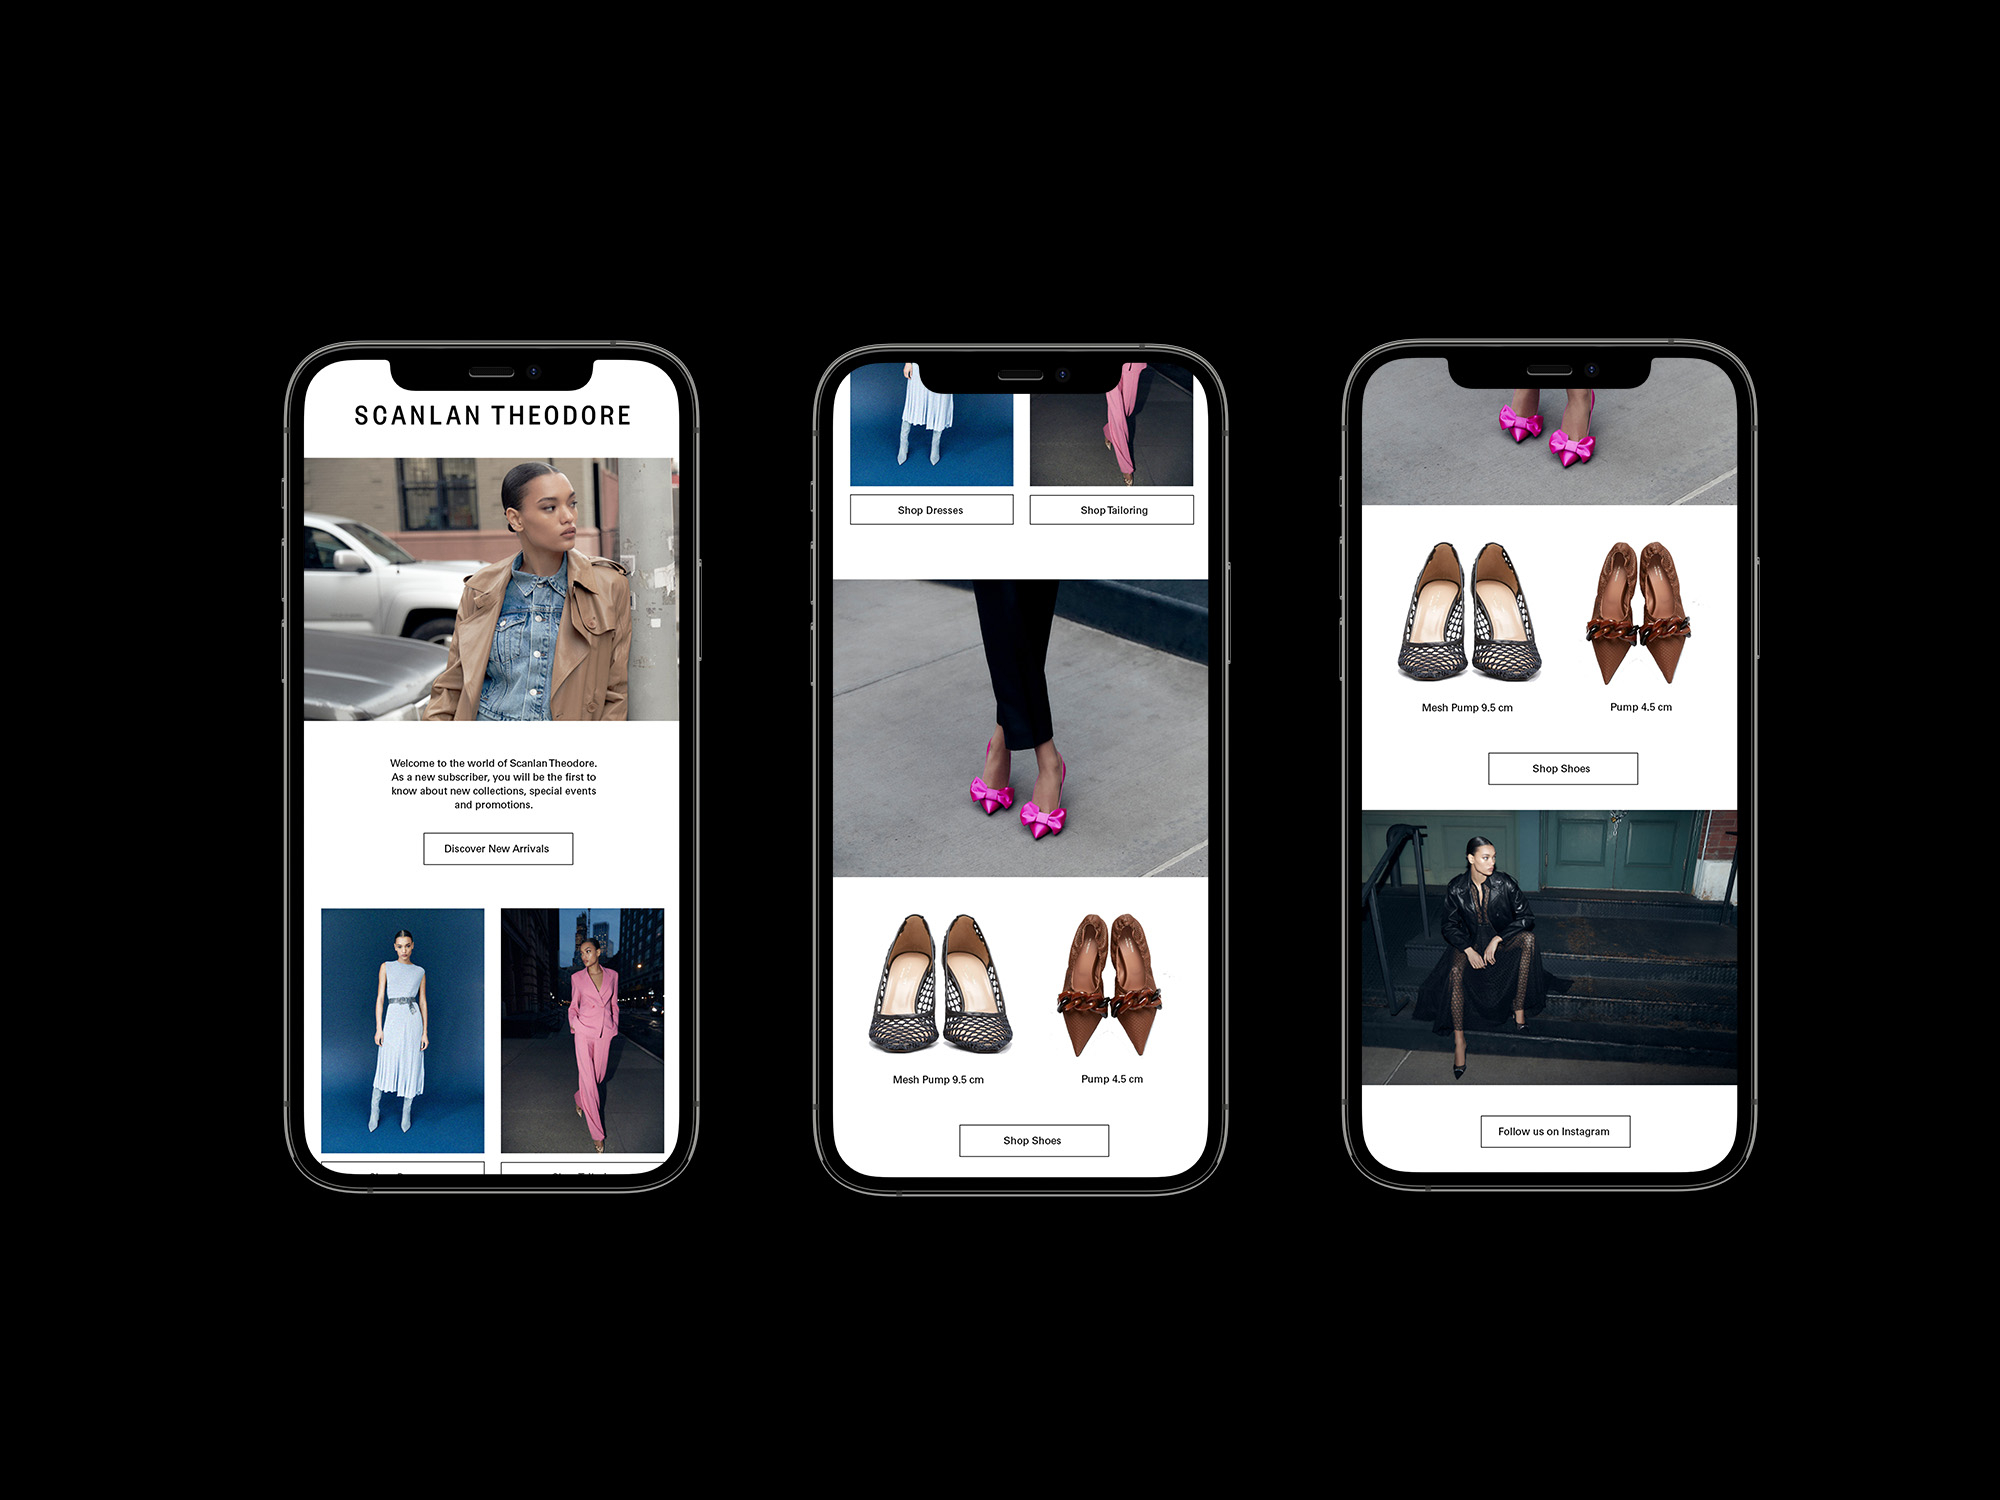 SCANLAN THEODORE
Welcome to the world of Scanlan Theodore.
As a new subscriber, you will be the first to
know about new collections, special events
and promotions.
Discover New Arrivals
Shop Dresses
Shop Tailoring
Mesh Pump 9.5 cm
Pump 4.5 cm
Shop Shoes
Mesh Pump 9.5 cm
Pump 4.5 cm
Shop Shoes
Follow us on Instagram